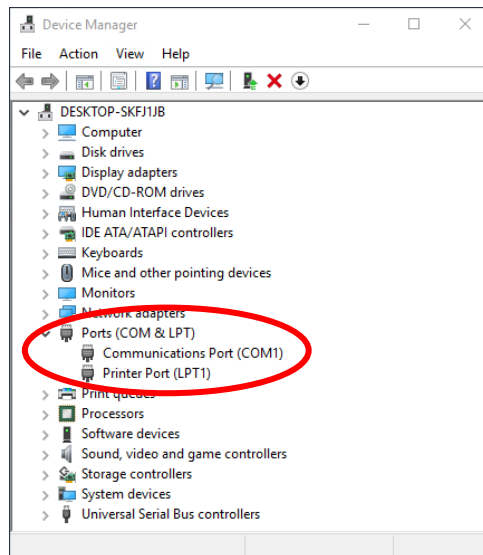 Device Manager
File Action View Help
DESKTOP-SKFJ1JB
Computer
Disk drives
Display adapters
DVD/CD-ROM drives
Human Interface Devices
IDE ATA/ATAPI controllers
Keyboards
Mice and other pointing devices
Monitors
Network adapters
Ports (COM & LPT)
Communications Port (COM1)
Printer Port (LPT1)
Print queues
Processors
Software devices
Sound, video and game controllers
Storage controllers
System devices
Universal Serial Bus controllers